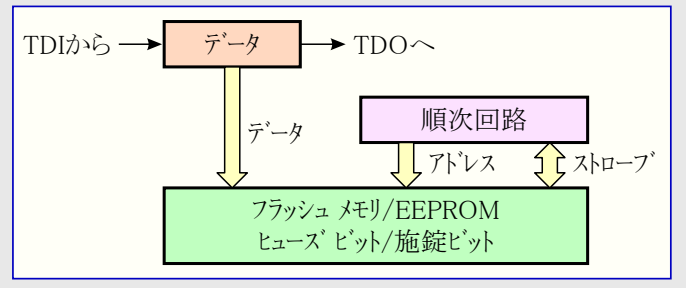 TDIから
データ
TDOへ
データ
順次回路
アドレス
ストローブ
フラッシュ メモリ/EEPROM
ヒューズ ビット/施錠ビット